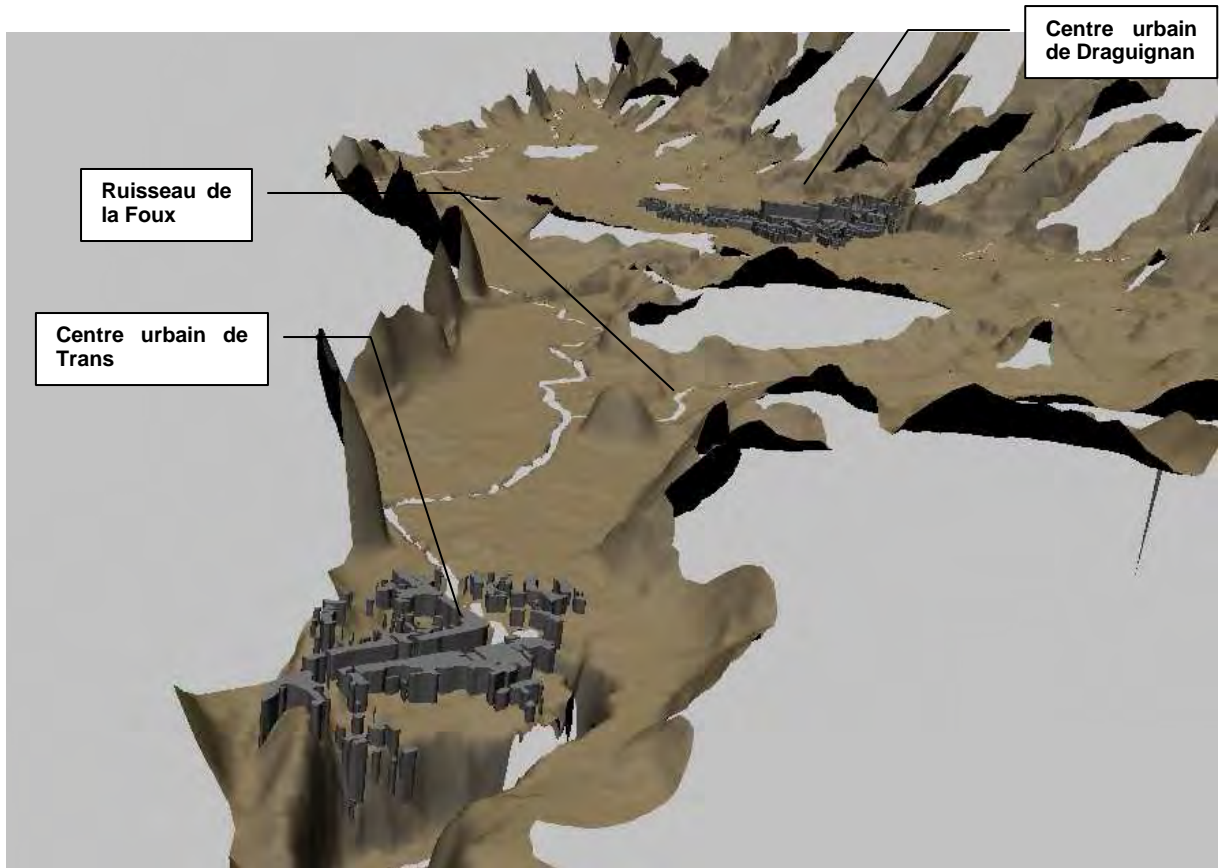 Centre urbain
de Draguignan
Ruisseau de
la Foux
Centre urbain de
Trans